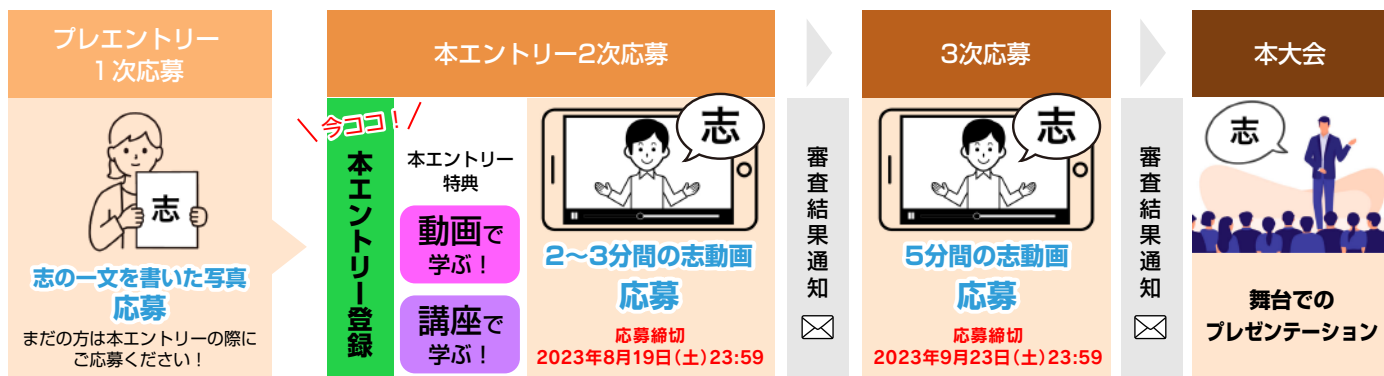 プレエントリー
1次応募
志
志の一文を書いた写真
応募
まだの方は本エントリーの際に
ご応募ください!
本エントリー2次応募
今ココ!
本エントリー登録
本エントリー
特典
動画で
学ぶ!
講座で
学ぶ!
志
2〜3分間の志動画
応募
応募締切
2023年8月19日(土)23:59
審査結果通知
3次応募
志
5分間の志動画
応募
応募締切
2023年9月23日(土)23:59
審査結果通知
本大会
志
舞台での
プレゼンテーション